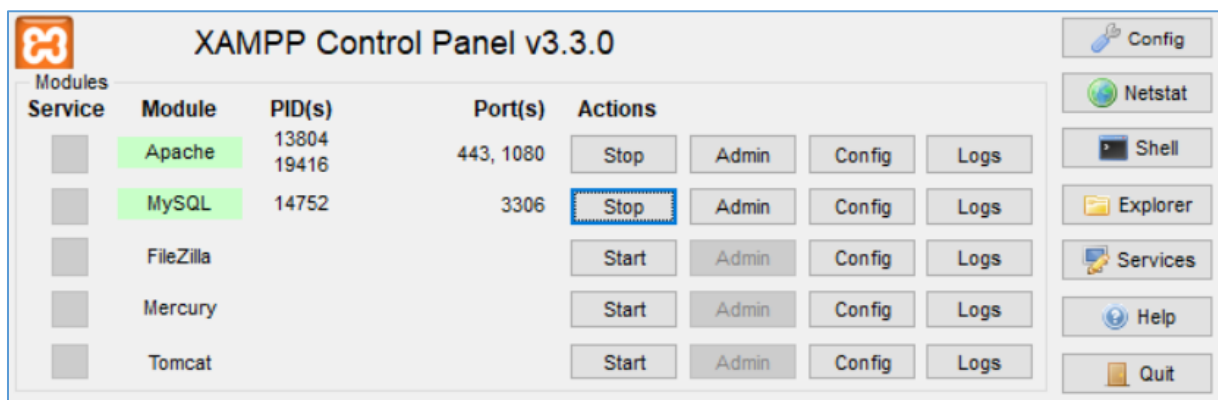 XAMPP Control Panel v3.3.0
Config
Modules
Netstat
Service Module PID(s) Port(s) Actions
Apache 13804 19416 443, 1080 Stop Admin Config Logs
Shell
MySQL 14752 3306 Stop Admin Config Logs
Explorer
FileZilla Start Admin Config Logs
Services
Mercury Start Admin Config Logs
Help
Tomcat Start Admin Config Logs
Quit